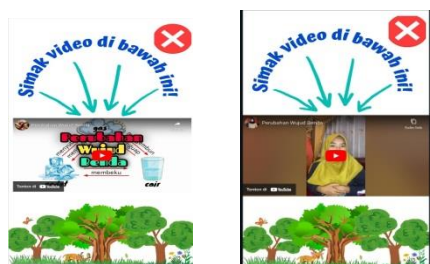 Simak video di bawah ini!
Perubahan
Wujud
Benda
membeku
cair
Tonton di YouTube
Simak video di bawah ini!
Perubahan Wujud Benda
Tonton di YouTube